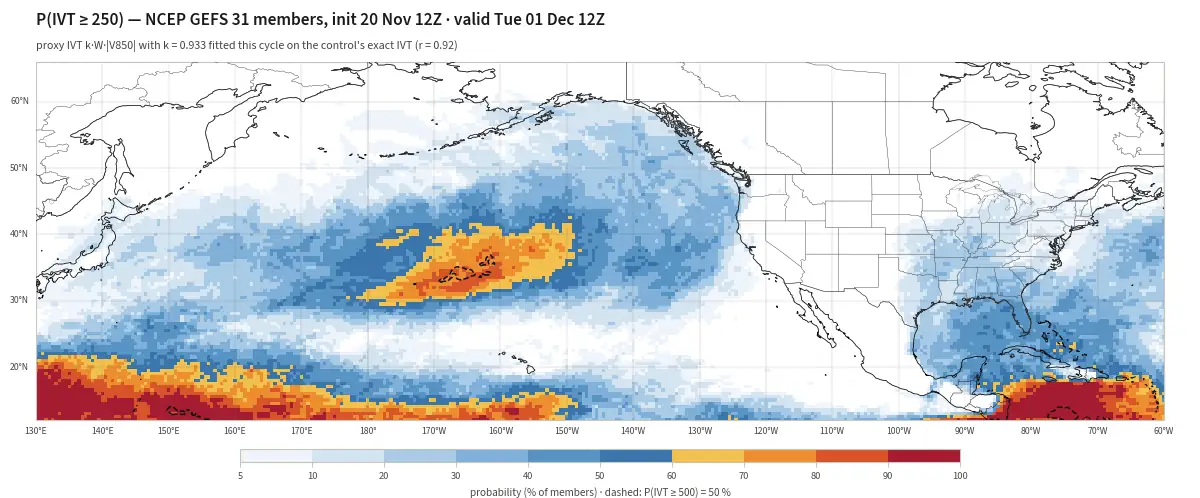 P(IVT ≥ 250) — NCEP GEFS 31 members, init 20 Nov 12Z · valid Tue 01 Dec 12Z
proxy IVT k·W·|V850| with k = 0.933 fitted this cycle on the control's exact IVT (r = 0.92)
60°N
50°N
40°N
30°N
20°N
130°E 140°E 150°E 160°E 170°E 180° 170°W 160°W 150°W 140°W 130°W 120°W 110°W 100°W 90°W 80°W 70°W 60°W
5 10 20 30 40 50 60 70 80 90 100
probability (% of members) · dashed: P(IVT ≥ 500) = 50 %